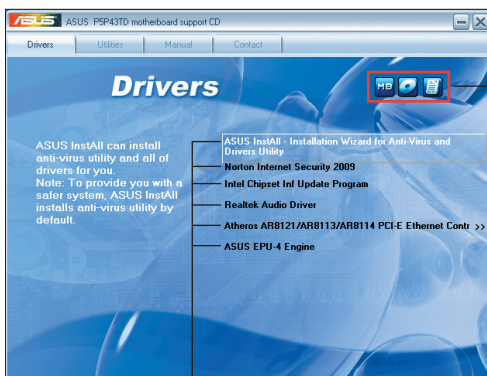 ASUS ASUS P5P43TD motherboard support CD
Drivers Utilities Manual Contact
Drivers
MB
ASUS InstAll can install
anti-virus utility and all of
drivers for you.
Note: To provide you with a
safer system, ASUS InstAll
installs anti-virus utility by
default.
ASUS InstAll - Installation Wizard for Anti-Virus and
Drivers Utility
Norton Internet Security 2009
Intel Chipset Inf Update Program
Realtek Audio Driver
Atheros AR8121/AR8113/AR8114 PCI-E Ethernet Contr >>
ASUS EPU-4 Engine